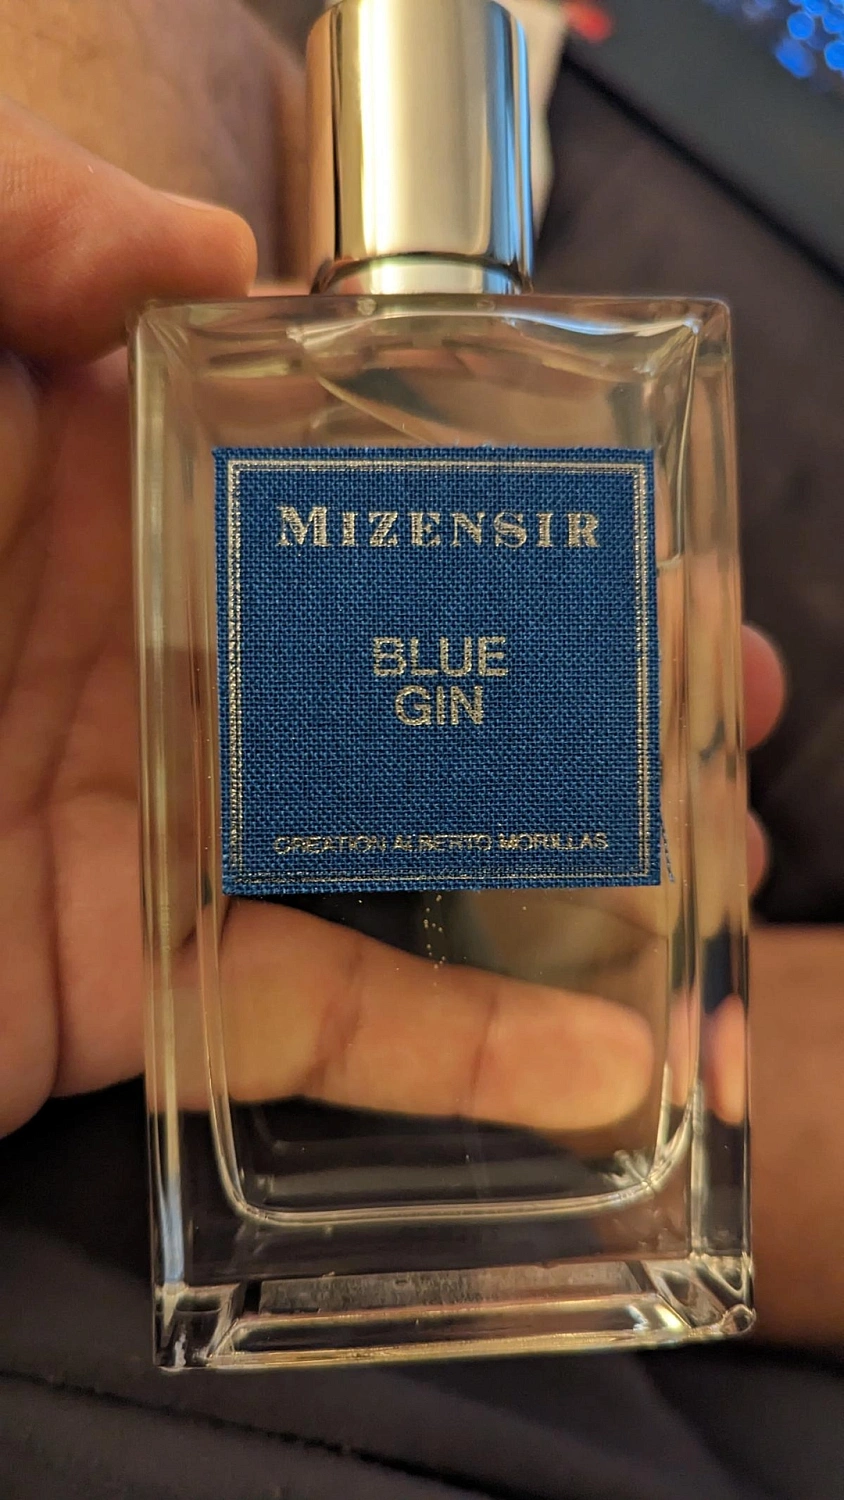 MIZENSIR
BLUE
GIN
CREATION ALBERTO MORILLAS